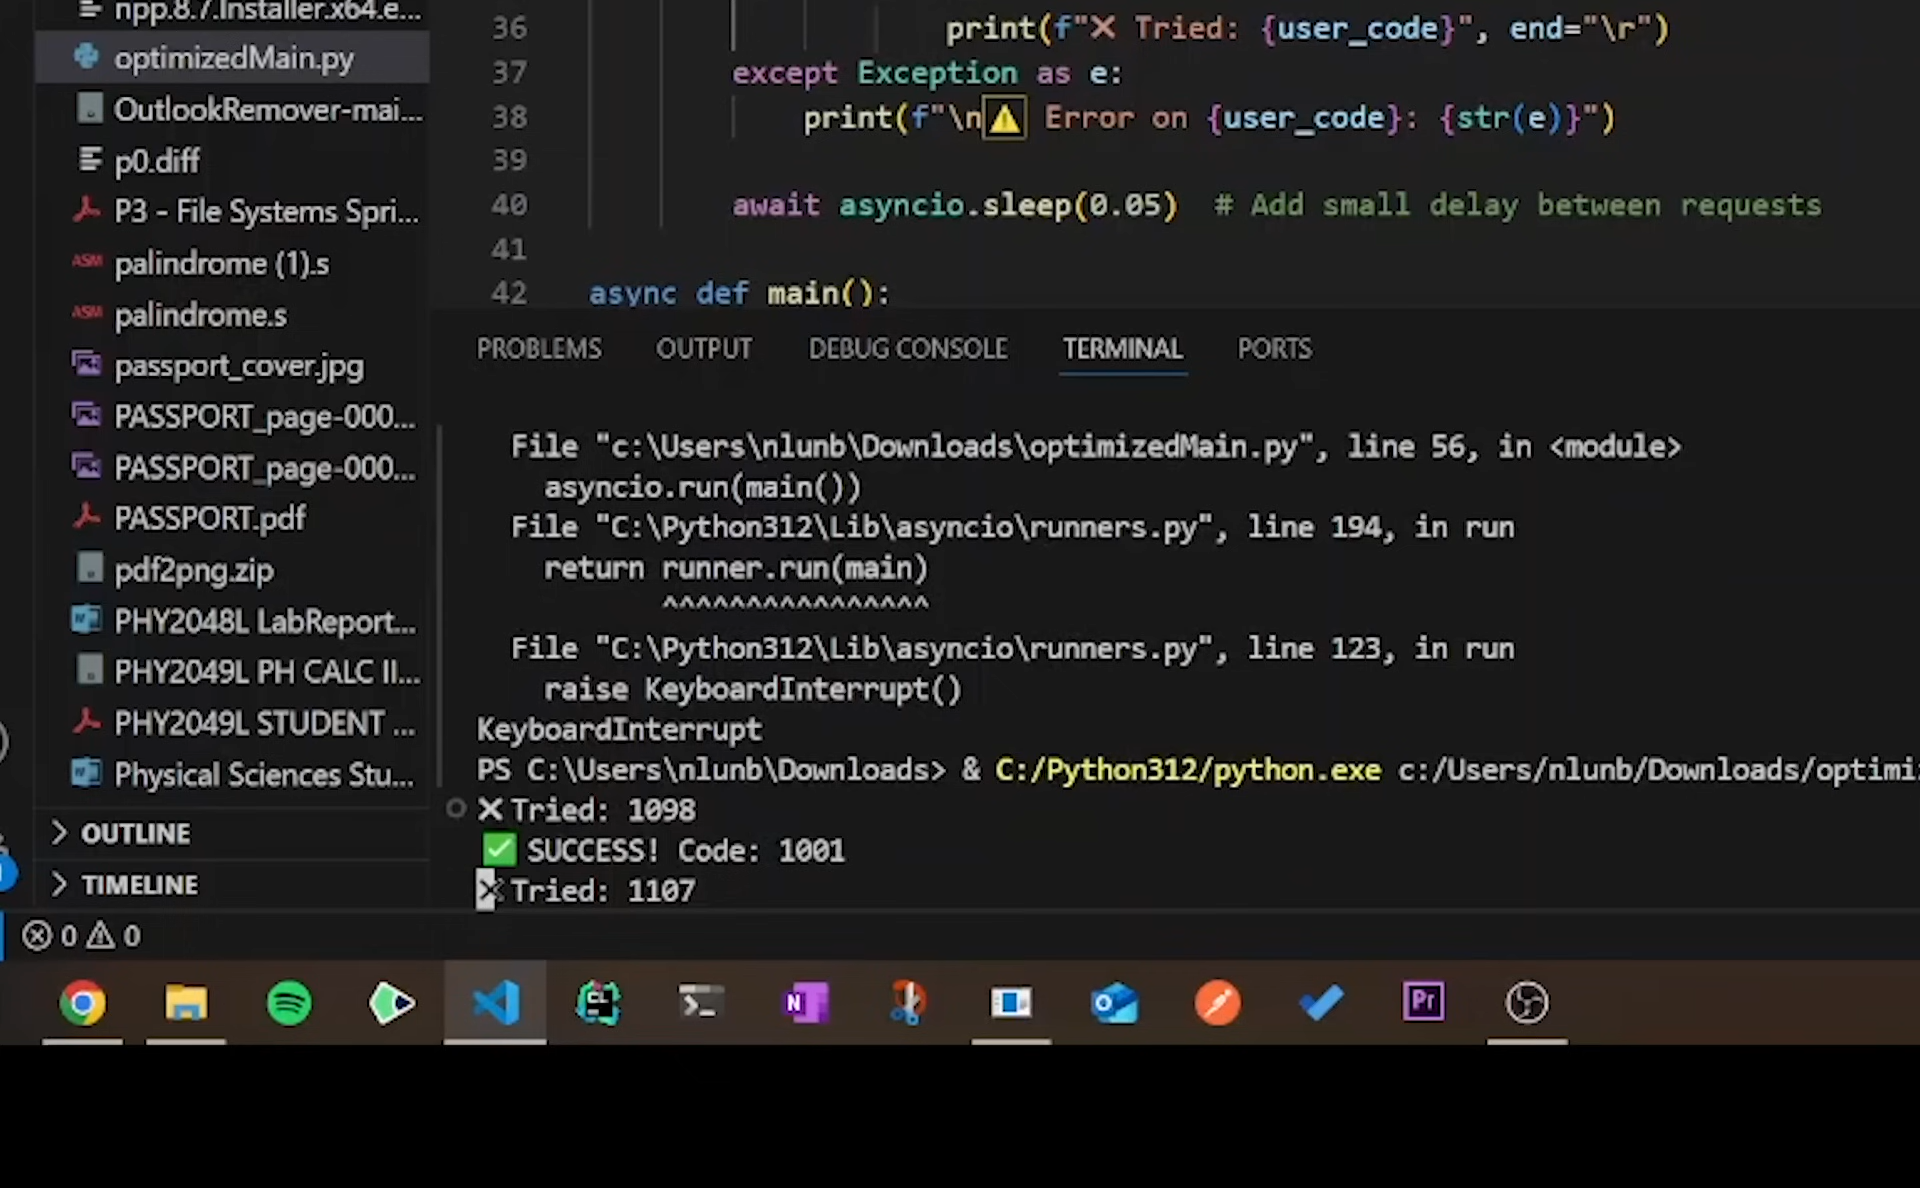 npp.8.7.Installer.x64.e...
optimizedMain.py
OutlookRemover-mai...
p0.diff
P3 - File Systems Spri...
ASM palindrome (1).s
ASM palindrome.s
passport_cover.jpg
PASSPORT_page-000...
PASSPORT_page-000...
PASSPORT.pdf
pdf2png.zip
PHY2048L LabReport...
PHY2049L PH CALC II...
PHY2049L STUDENT ...
Physical Sciences Stu...
OUTLINE
TIMELINE
36 print(f"❌ Tried: {user_code}", end="\r")
37 except Exception as e:
38 print(f"\n⚠ Error on {user_code}: {str(e)}")
39
40 await asyncio.sleep(0.05) # Add small delay between requests
41
42 async def main():
PROBLEMS OUTPUT DEBUG CONSOLE TERMINAL PORTS
File "c:\Users\nlunb\Downloads\optimizedMain.py", line 56, in <module>
asyncio.run(main())
File "C:\Python312\Lib\asyncio\runners.py", line 194, in run
return runner.run(main)
^^^^^^^^^^^^^^^^
File "C:\Python312\Lib\asyncio\runners.py", line 123, in run
raise KeyboardInterrupt()
KeyboardInterrupt
PS C:\Users\nlunb\Downloads> & C:/Python312/python.exe c:/Users/nlunb/Downloads/optimi
❌ Tried: 1098
✅ SUCCESS! Code: 1001
❌ Tried: 1107
0 0
N
Pr